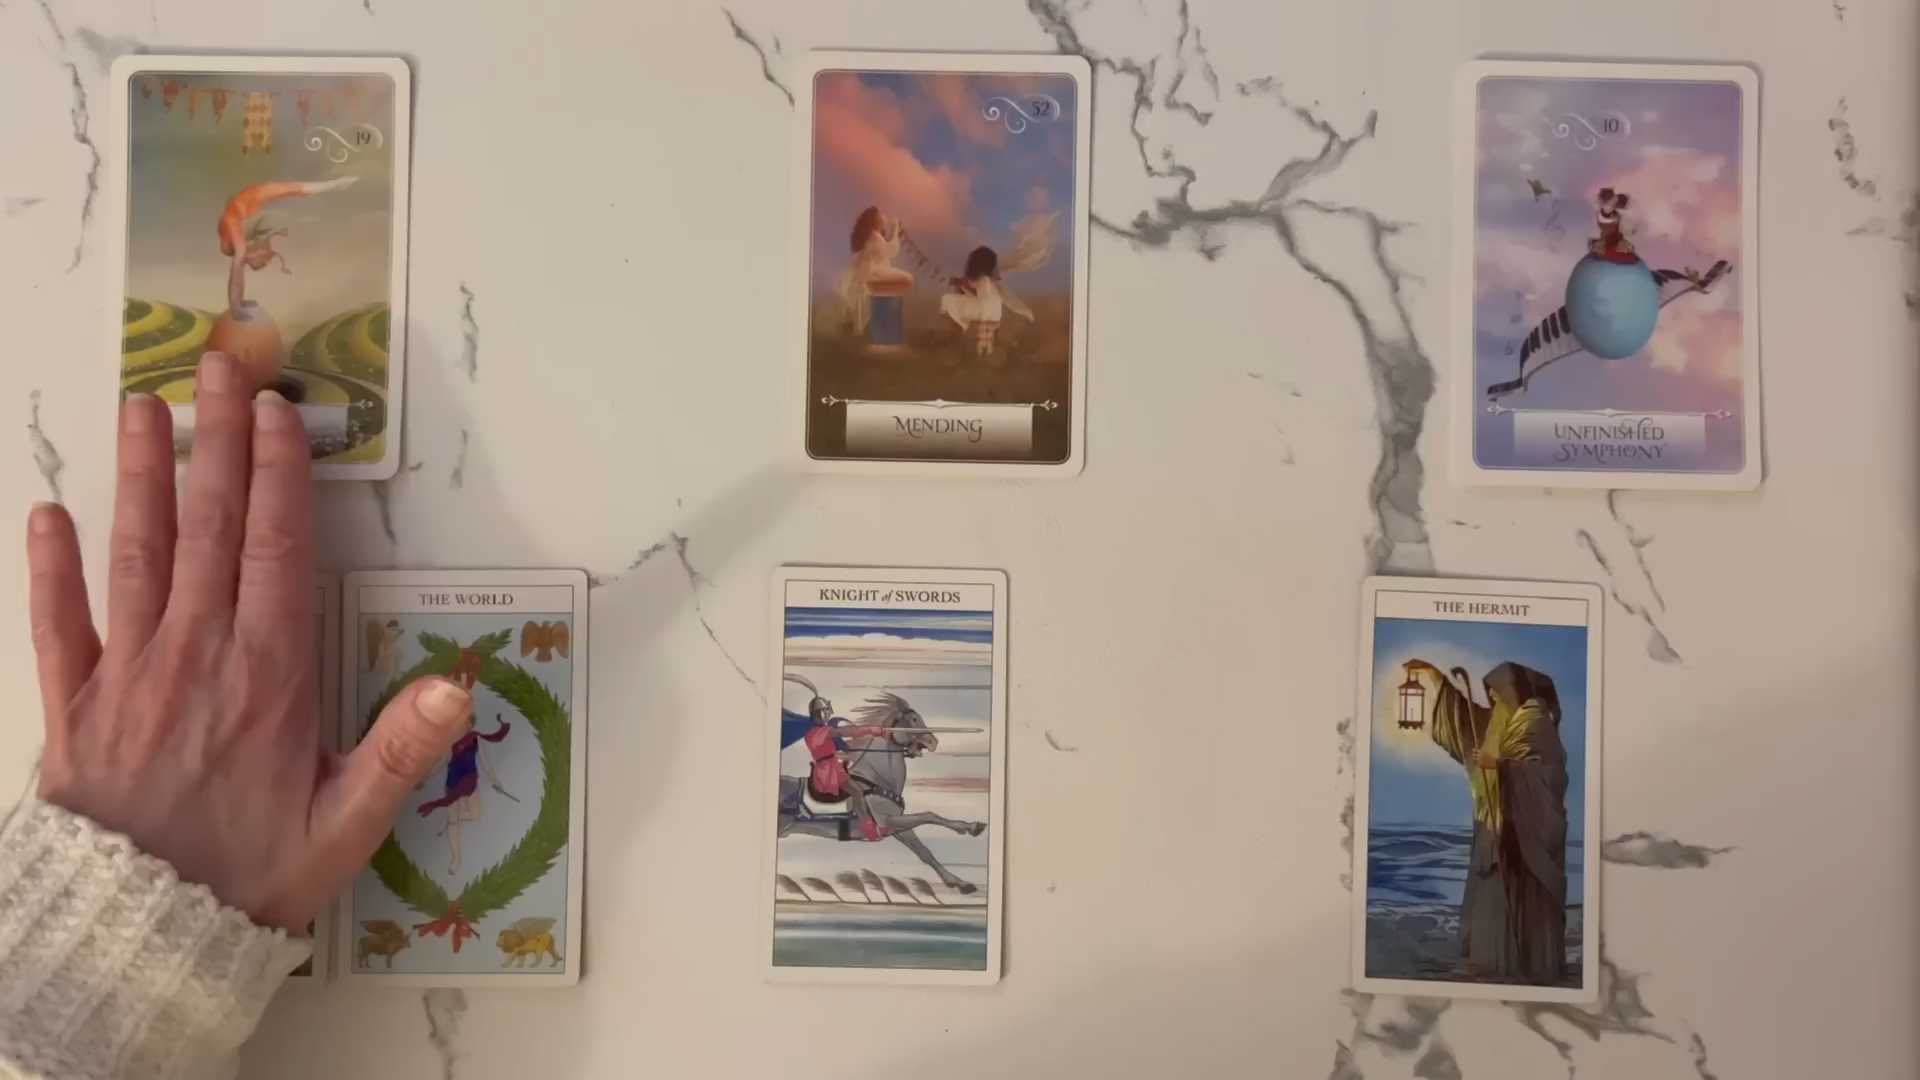 19
52
10
MENDING
UNFINISHED
SYMPHONY
THE WORLD
KNIGHT of SWORDS
THE HERMIT